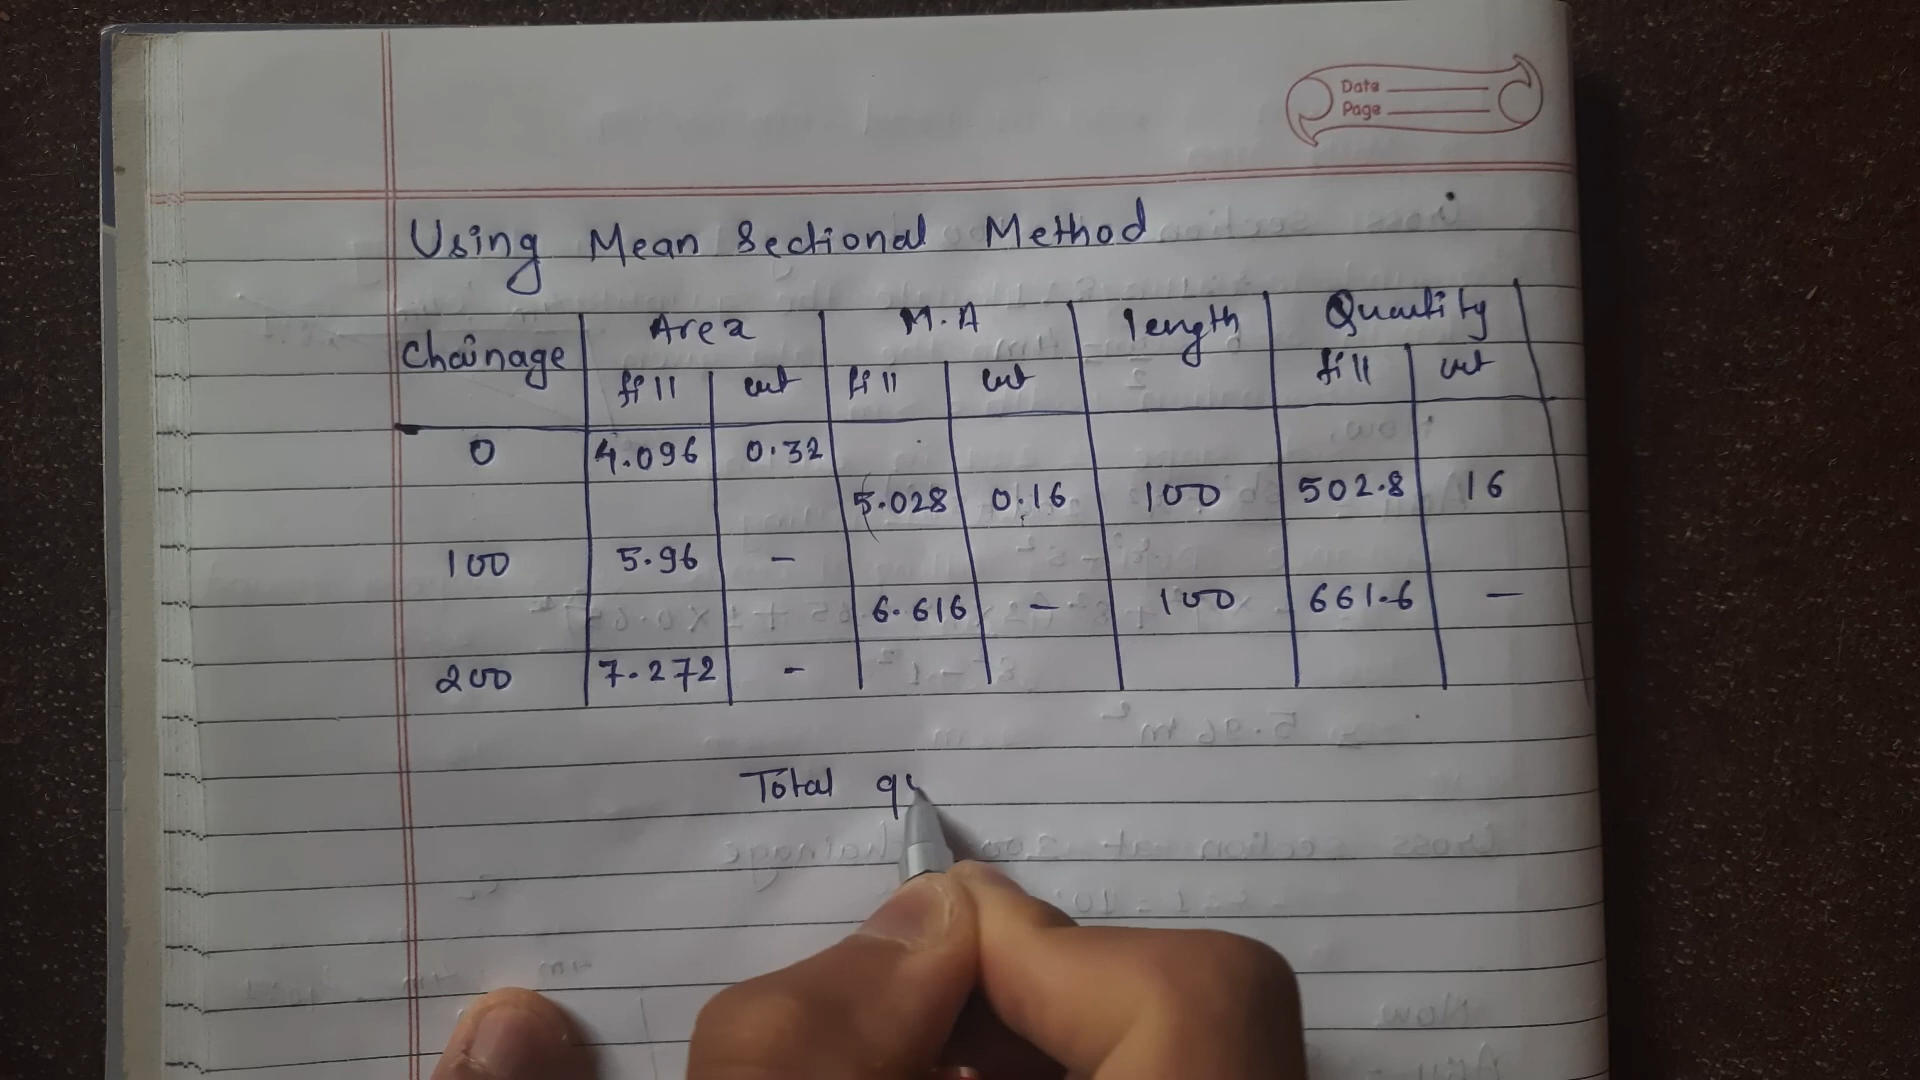 Date
Page
Using Mean Sectional Method
Chainage Area M.A length Quantity
fill cut fill cut fill cut
0 4.096 0.32
5.028 0.16 100 502.8 16
100 5.96 -
6.616 - 100 661.6 -
200 7.272 -
Total qu